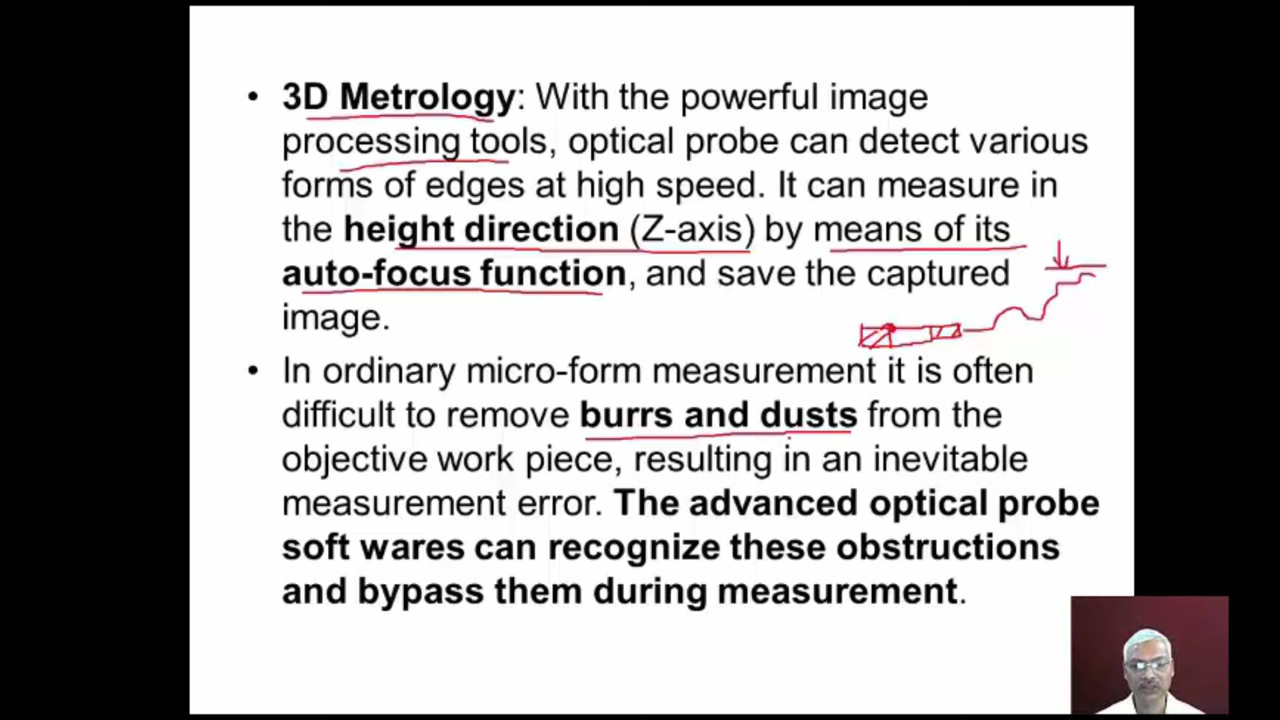 • 3D Metrology: With the powerful image
processing tools, optical probe can detect various
forms of edges at high speed. It can measure in
the height direction (Z-axis) by means of its
auto-focus function, and save the captured
image.
• In ordinary micro-form measurement it is often
difficult to remove burrs and dusts from the
objective work piece, resulting in an inevitable
measurement error. The advanced optical probe
soft wares can recognize these obstructions
and bypass them during measurement.